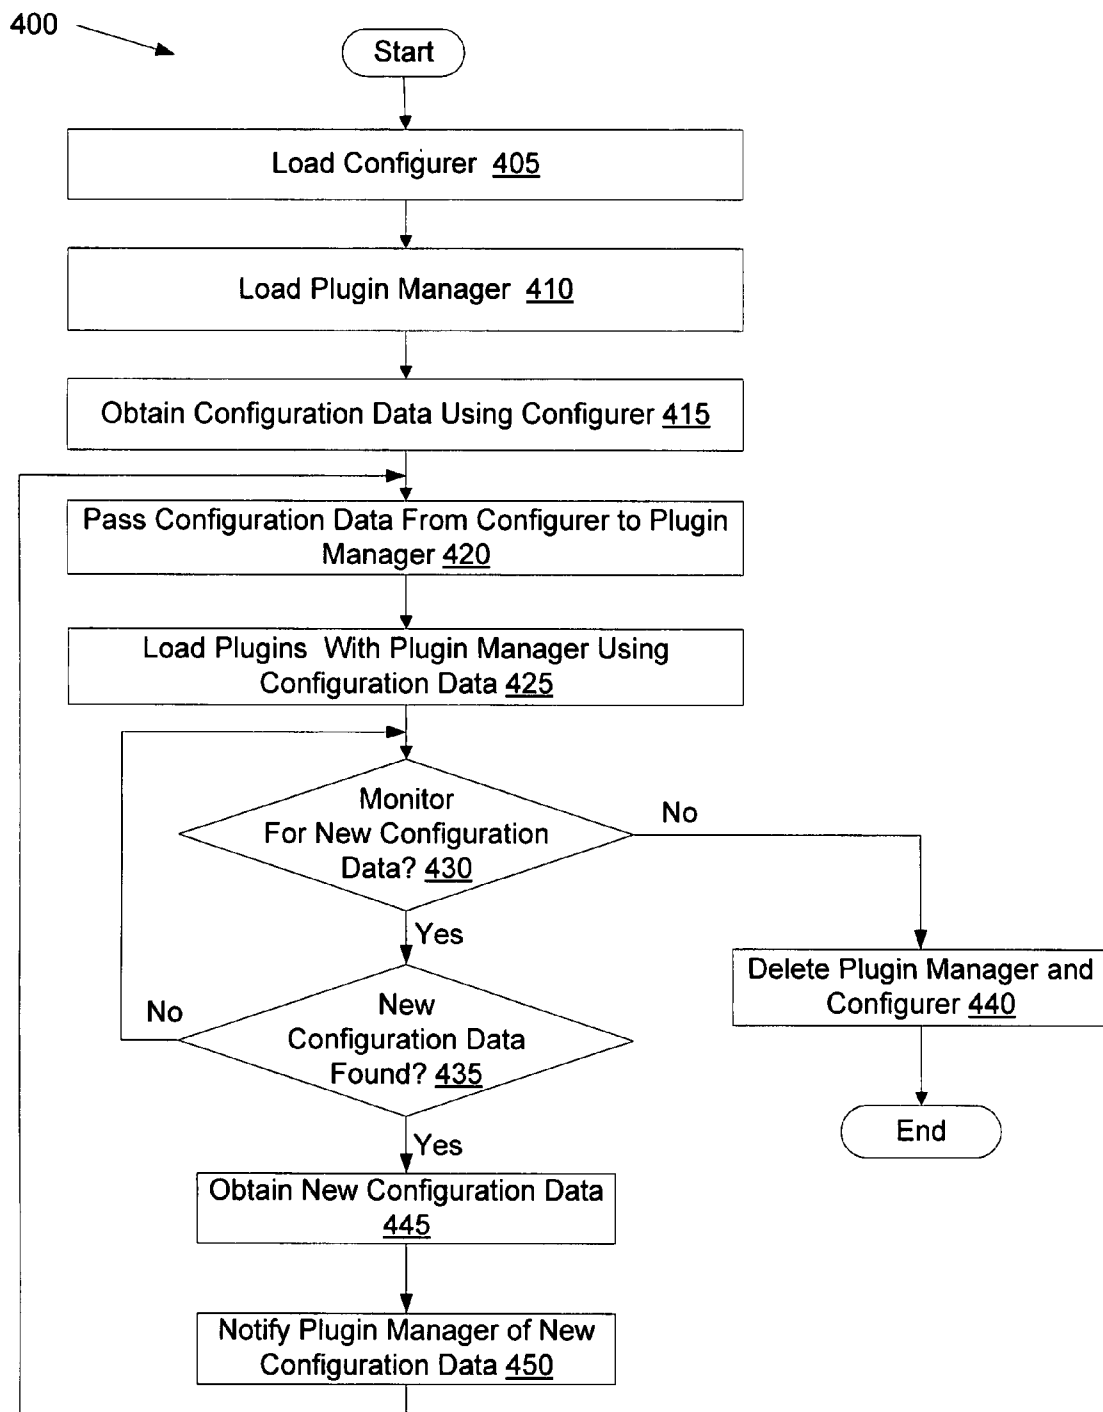 400
Start
Load Configurer 405
Load Plugin Manager 410
Obtain Configuration Data Using Configurer 415
Pass Configuration Data From Configurer to Plugin
Manager 420
Load Plugins With Plugin Manager Using
Configuration Data 425
Monitor
For New Configuration
Data? 430
No
Yes
New
Configuration Data
Found? 435
No
Delete Plugin Manager and
Configurer 440
End
Yes
Obtain New Configuration Data
445
Notify Plugin Manager of New
Configuration Data 450